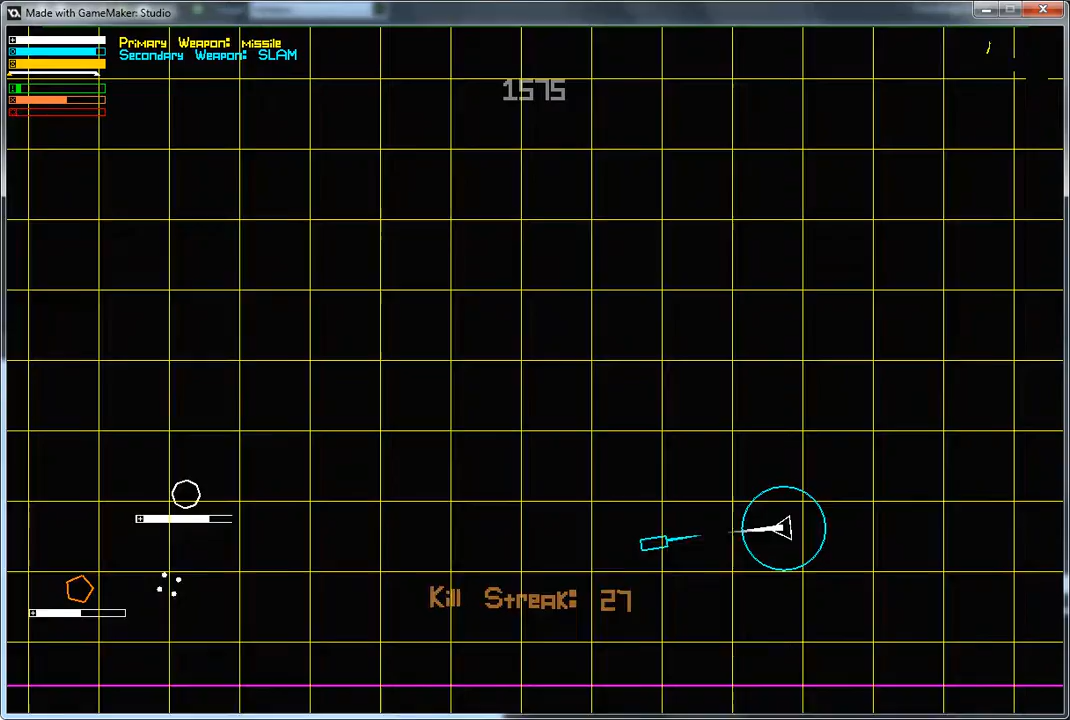 Made with GameMaker: Studio
Primary Weapon: missile
Secondary Weapon: SLAM
1575
Kill Streak: 27